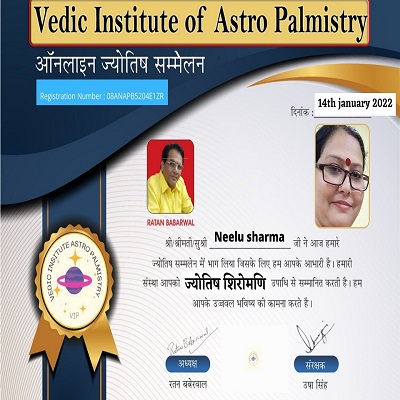 Vedic Institute of Astro Palmistry
ऑनलाइन ज्योतिष सम्मेलन
Registration Number : 08ANAPB5204E1ZR
दिनांक :
14th january 2022
RATAN BABARWAL
श्री/श्रीमती/सुश्री Neelu sharma जी ने आज हमारे
ज्योतिष सम्मलेन में भाग लिया जिसके लिए हम आपके आभारी है। हमारी
संस्था आपको ज्योतिष शिरोमणि उपाधि से सम्मानित करती है। हम
आपके उज्जवल भविष्य की कामना करते है।
VEDIC INSTITUTE ASTRO PALMISTRY
VIP
अध्यक्ष
रतन बबेरवाल
संरक्षक
उषा सिंह